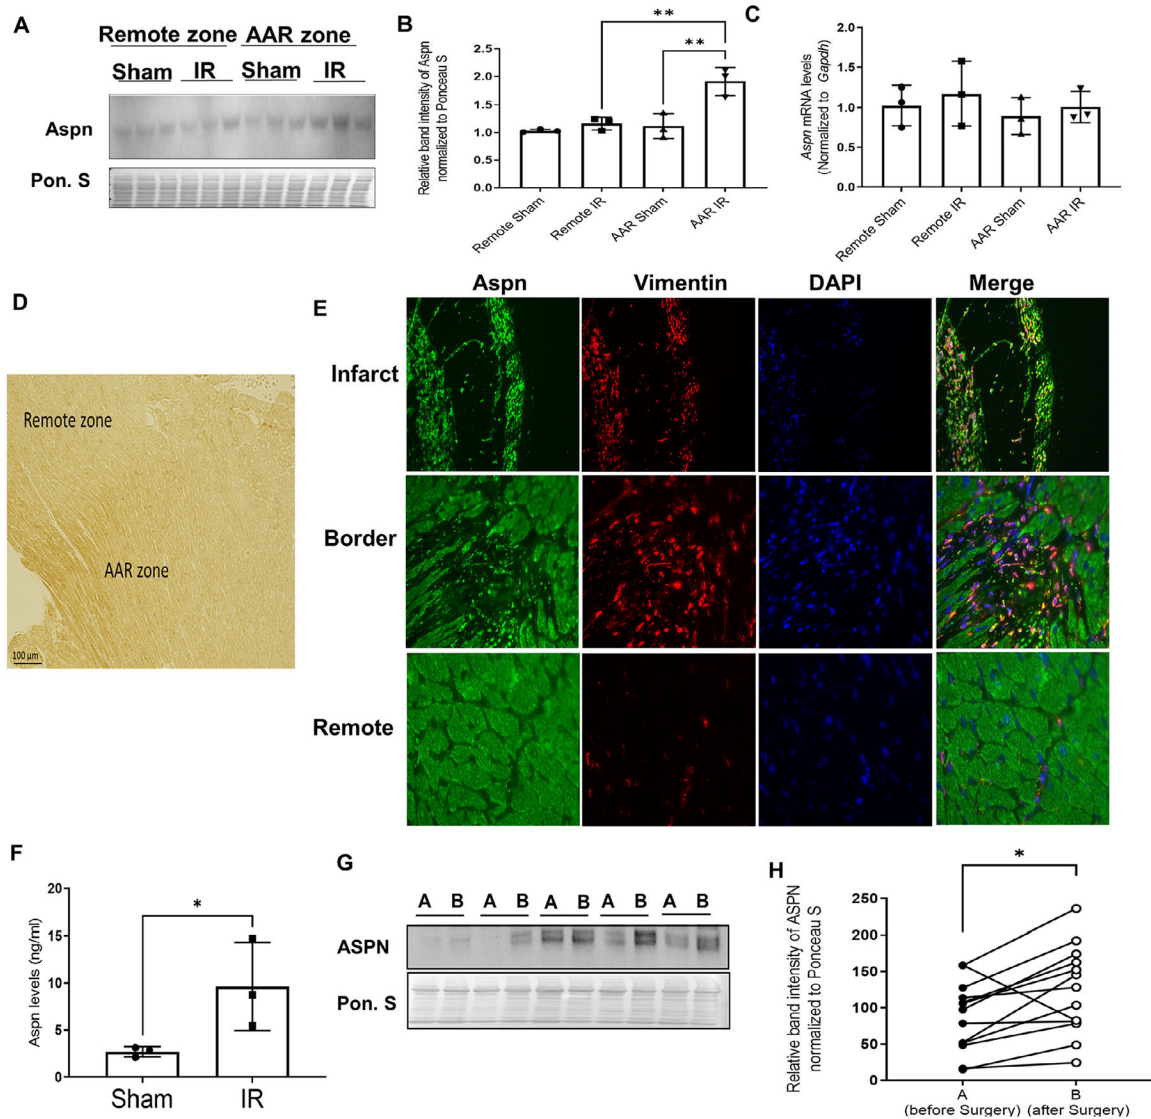 A
Remote zone AAR zone
Sham IR Sham IR
Aspn
Pon. S
B
Relative band intensity of Aspn
normalized to Ponceau S
**
**
2.5
2.0
1.5
1.0
0.5
0.0
Remote Sham
Remote IR
AAR Sham
AAR IR
C
Aspn mRNA levels
(Normalized to Gapdh)
2.0
1.5
1.0
0.5
0.0
Remote Sham
Remote IR
AAR Sham
AAR IR
D
Remote zone
AAR zone
100 µm
E
Aspn Vimentin DAPI Merge
Infarct
Border
Remote
F
Aspn levels (ng/ml)
*
20
15
10
5
0
Sham IR
G
A B A B A B A B A B
ASPN
Pon. S
H
Relative band intensity of ASPN
normalized to Ponceau S
*
250
200
150
100
50
0
A B
(before Surgery) (after Surgery)